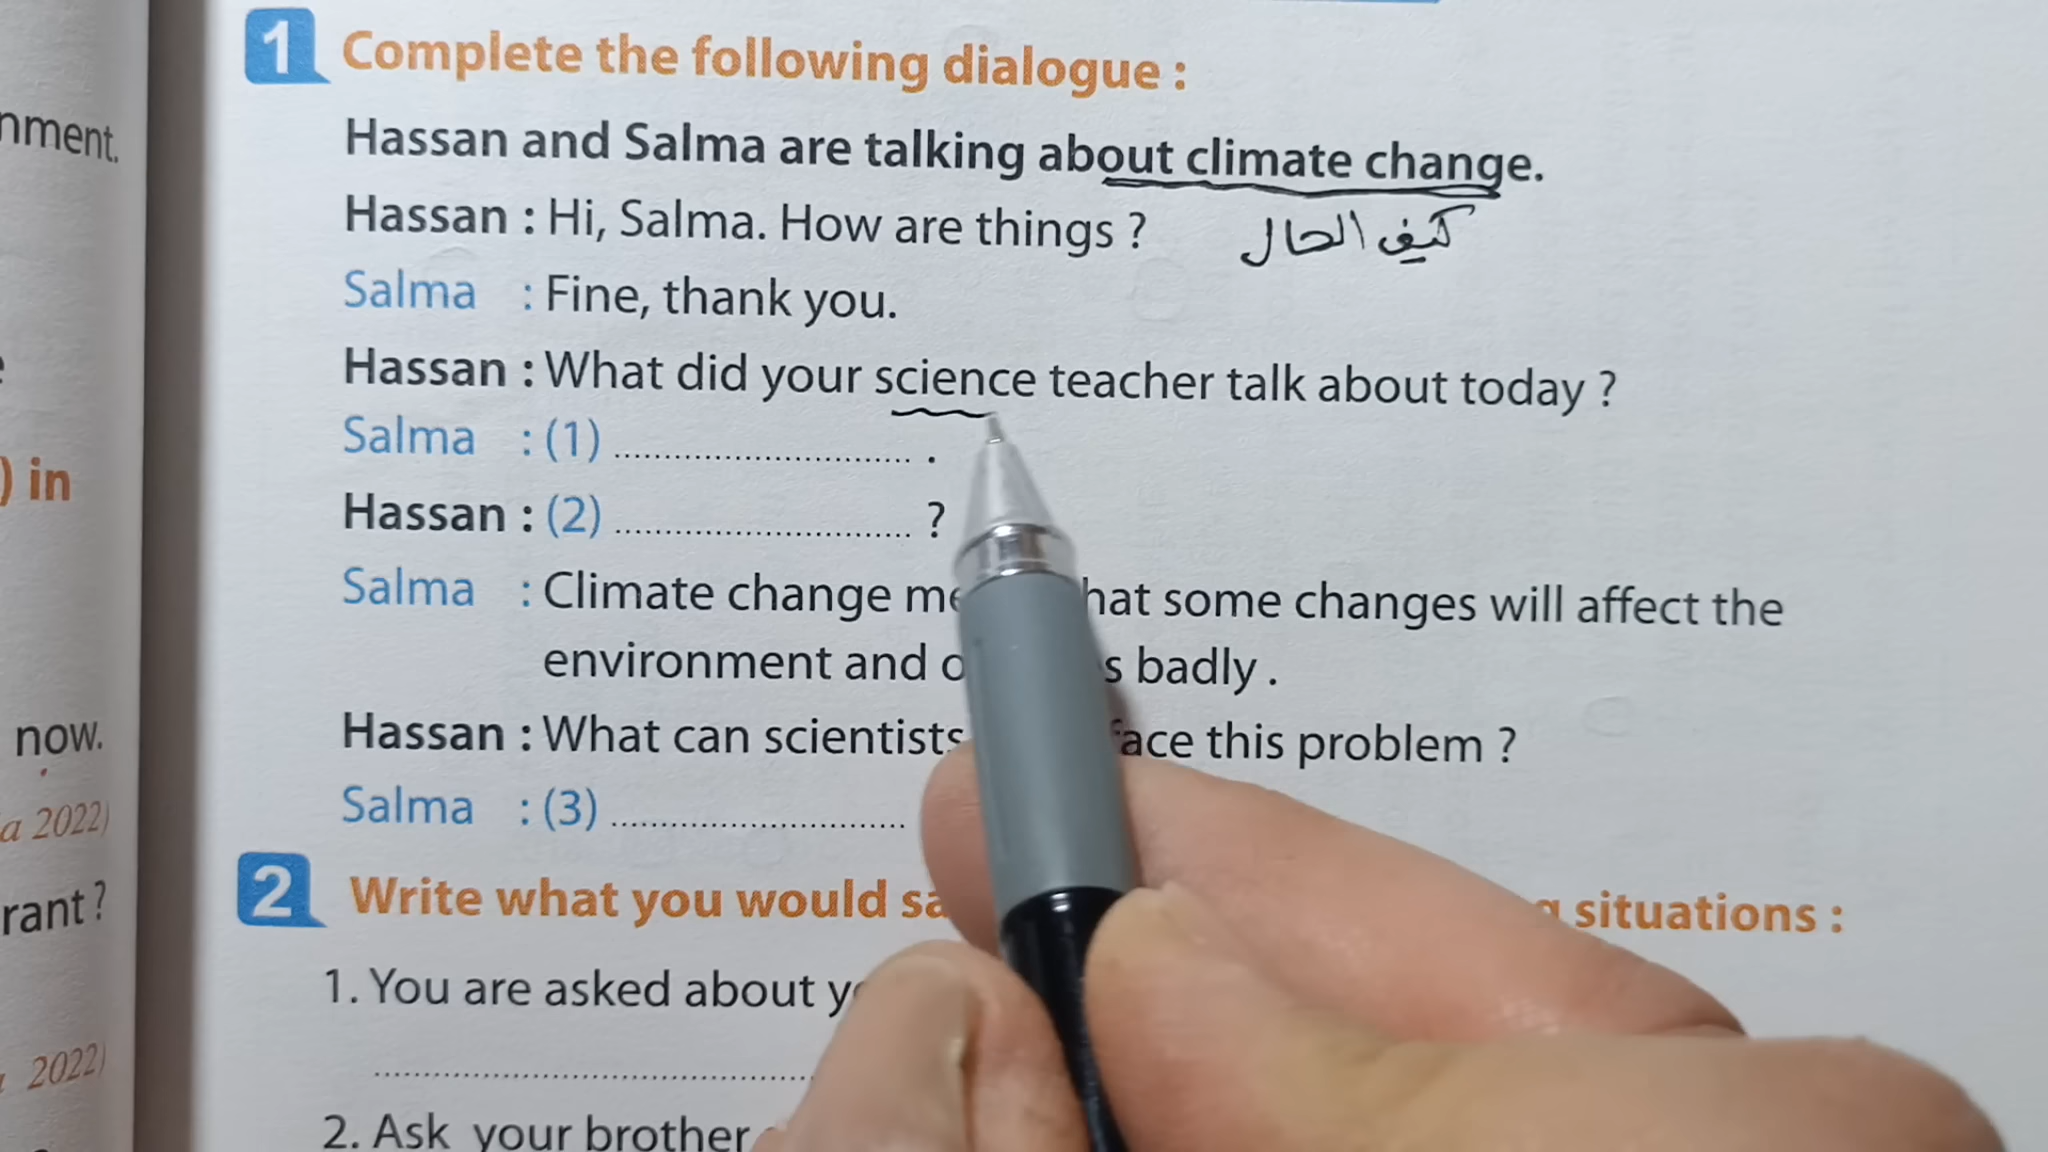 nment.
) in
now.
a 2022)
rant ?
2022)
1 Complete the following dialogue :
Hassan and Salma are talking about climate change.
Hassan : Hi, Salma. How are things ? كيف الحال
Salma : Fine, thank you.
Hassan : What did your science teacher talk about today ?
Salma : (1) .............................. .
Hassan : (2) .............................. ?
Salma : Climate change me hat some changes will affect the
environment and o s badly .
Hassan : What can scientists face this problem ?
Salma : (3) ..............................
2 Write what you would sa g situations :
1. You are asked about y
..............................
2. Ask your brother